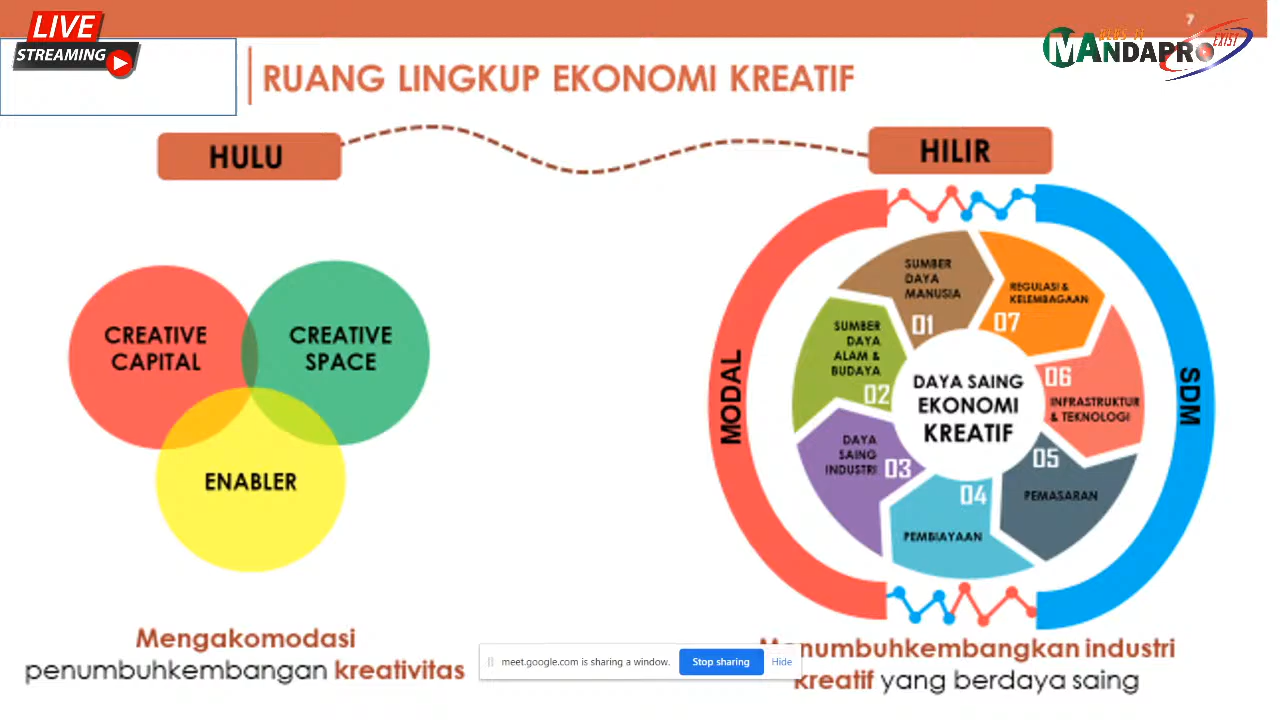 LIVE
STREAMING
7
MANDAPRO
EXIST
RUANG LINGKUP EKONOMI KREATIF
HULU
HILIR
CREATIVE
CAPITAL
CREATIVE
SPACE
ENABLER
Mengakomodasi
penumbuhkembangan kreativitas
MODAL
SDM
SUMBER
DAYA
MANUSIA
01
SUMBER
DAYA
ALAM &
BUDAYA
02
DAYA
SAING
INDUSTRI
03
04
PEMBIAYAAN
05
PEMASARAN
06
INFRASTRUKTUR
& TEKNOLOGI
REGULASI &
KELEMBAGAAN
07
DAYA SAING
EKONOMI
KREATIF
numbuhkembangkan industri
kreatif yang berdaya saing
meet.google.com is sharing a window.
Stop sharing
Hide